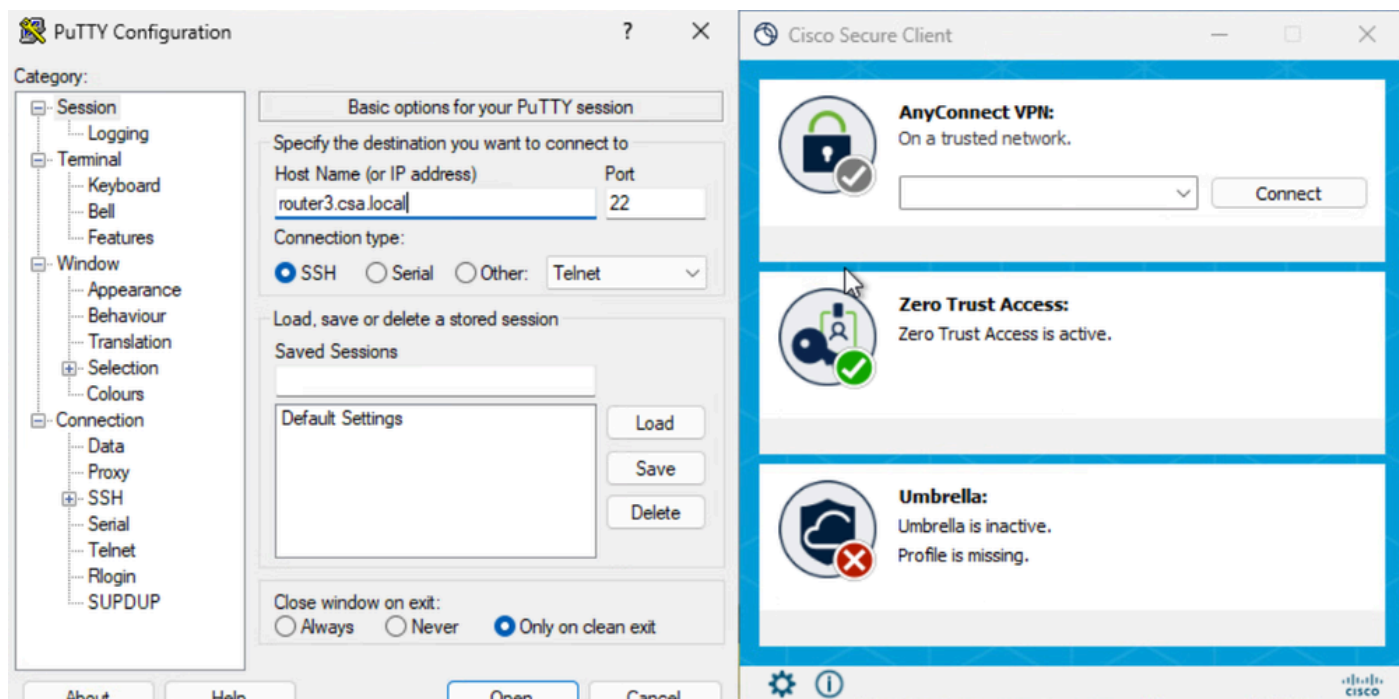 PuTTY Configuration
?
Category:
Session
Logging
Terminal
Keyboard
Bell
Features
Window
Appearance
Behaviour
Translation
Selection
Colours
Connection
Data
Proxy
SSH
Serial
Telnet
Rlogin
SUPDUP
Basic options for your PuTTY session
Specify the destination you want to connect to
Host Name (or IP address) Port
router3.csa.local 22
Connection type:
SSH Serial Other: Telnet
Load, save or delete a stored session
Saved Sessions
Default Settings
Load
Save
Delete
Close window on exit:
Always Never Only on clean exit
About Help Open Cancel
Cisco Secure Client
AnyConnect VPN:
On a trusted network.
Connect
Zero Trust Access:
Zero Trust Access is active.
Umbrella:
Umbrella is inactive.
Profile is missing.
CISCO